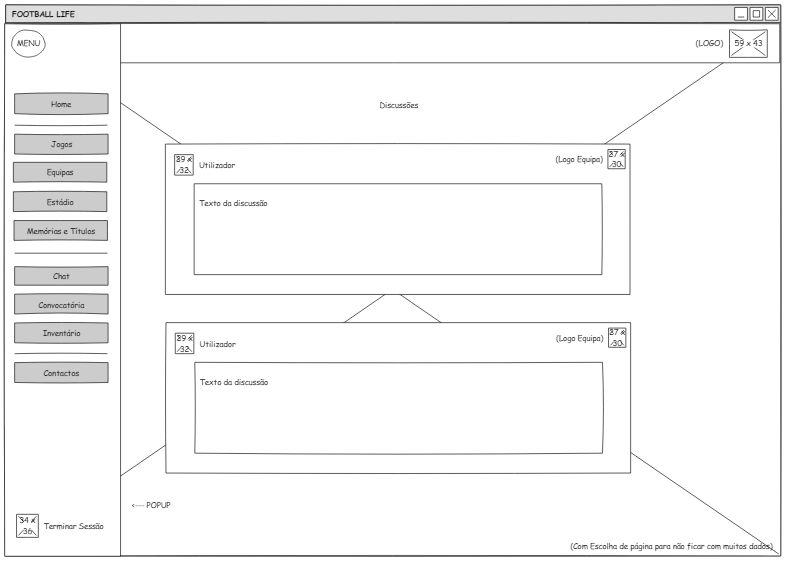 FOOTBALL LIFE
MENU
(LOGO)
59 x 43
Home
Discussões
Jogos
Equipas
Estádio
Memórias e Títulos
Chat
Convocatória
Inventário
Contactos
39 x
32
Utilizador
(Logo Equipa)
37 x
30
Texto da discussão
39 x
32
Utilizador
(Logo Equipa)
37 x
30
Texto da discussão
<---- POPUP
34 x
36
Terminar Sessão
(Com Escolha de página para não ficar com muitos dados)